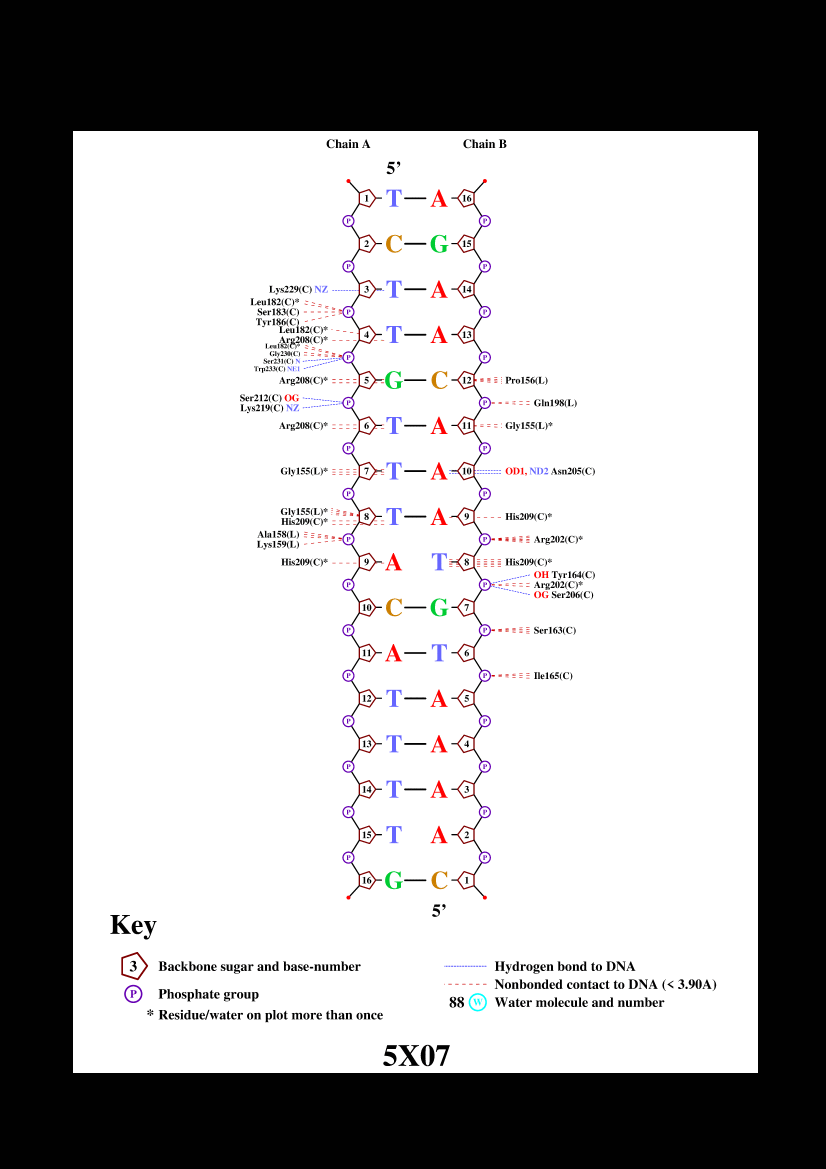 Chain A Chain B
5’
1 T A 16
P P
2 C G 15
P P
Lys229(C) NZ 3 T A 14
Leu182(C)*
Ser183(C) P P
Tyr186(C)
Leu182(C)*
4 T A 13
Arg208(C)*
Leu182(C)*
Gly230(C) P P
Ser231(C) N
Trp233(C) NE1
Arg208(C)* 5 G C 12 Pro156(L)
Ser212(C) OG P P Gln198(L)
Lys219(C) NZ
Arg208(C)* 6 T A 11 Gly155(L)*
P P
Gly155(L)* 7 T A 10 OD1, ND2 Asn205(C)
P P
Gly155(L)* 8 T A 9 His209(C)*
His209(C)*
Ala158(L) P P Arg202(C)*
Lys159(L)
His209(C)* 9 A T 8 His209(C)*
OH Tyr164(C)
P P Arg202(C)*
OG Ser206(C)
10 C G 7
P P Ser163(C)
11 A T 6
P P Ile165(C)
12 T A 5
P P
13 T A 4
P P
14 T A 3
P P
15 T A 2
P P
16 G C 1
5’
Key
3 Backbone sugar and base-number
P Phosphate group
* Residue/water on plot more than once
Hydrogen bond to DNA
Nonbonded contact to DNA (< 3.90A)
88 W Water molecule and number
5X07